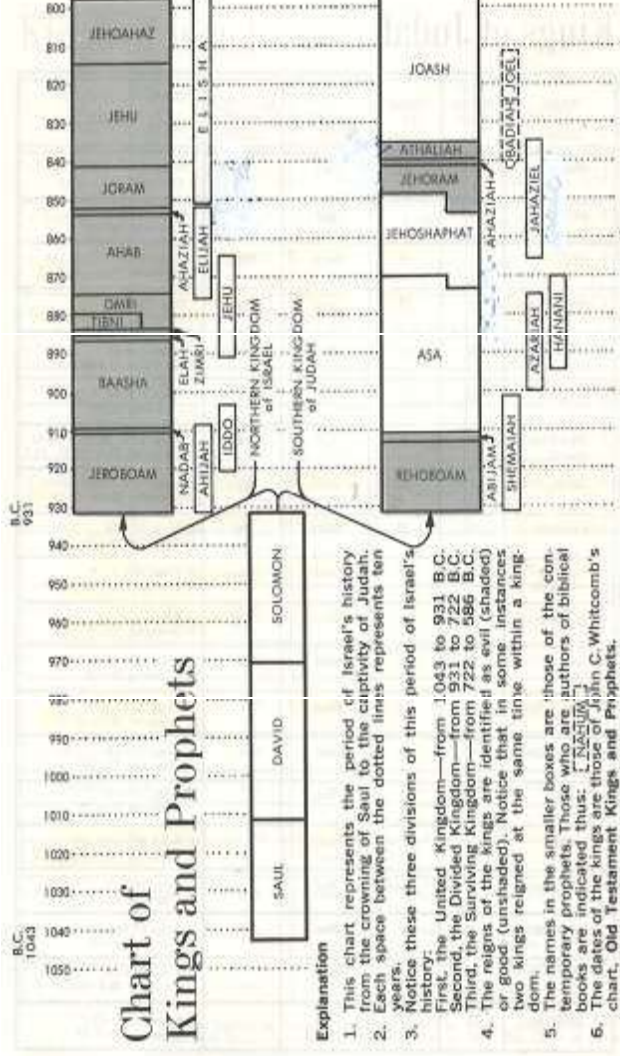 Chart of
Kings and Prophets
B.C.
1043
B.C.
931
1050
1040
1030
1020
1010
1000
990
980
970
960
950
940
930
920
910
900
890
880
870
860
850
840
830
820
810
800
SAUL
DAVID
SOLOMON
NORTHERN KINGDOM
of ISRAEL
SOUTHERN KINGDOM
of JUDAH
JEROBOAM
BAASHA
TIBNI
OMRI
AHAB
JORAM
JEHU
JEHOAHAZ
NADAB
ELAH
ZIMRI
AHAZIAH
AHIJAH
ELIJAH
ELISHA
IDDO
JEHU
REHOBOAM
ASA
JEHOSHAPHAT
JEHORAM
ATHALIAH
JOASH
ABIJAM
AHAZIAH
SHEMAIAH
AZARIAH
HANANI
JAHAZIEL
OBADIAH
JOEL
Explanation
1. This chart represents the period of Israel's history
from the crowning of Saul to the captivity of Judah.
2. Each space between the dotted lines represents ten
years.
3. Notice these three divisions of this period of Israel's
history:
First, the United Kingdom—from 1043 to 931 B.C.
Second, the Divided Kingdom—from 931 to 722 B.C.
Third, the Surviving Kingdom—from 722 to 586 B.C.
4. The reigns of the kings are identified as evil (shaded)
or good (unshaded). Notice that in some instances
two kings reigned at the same time within a king-
dom.
5. The names in the smaller boxes are those of the con-
temporary prophets. Those who are authors of biblical
books are indicated thus: NAHUM
6. The dates of the kings are those of John C. Whitcomb's
chart, Old Testament Kings and Prophets.